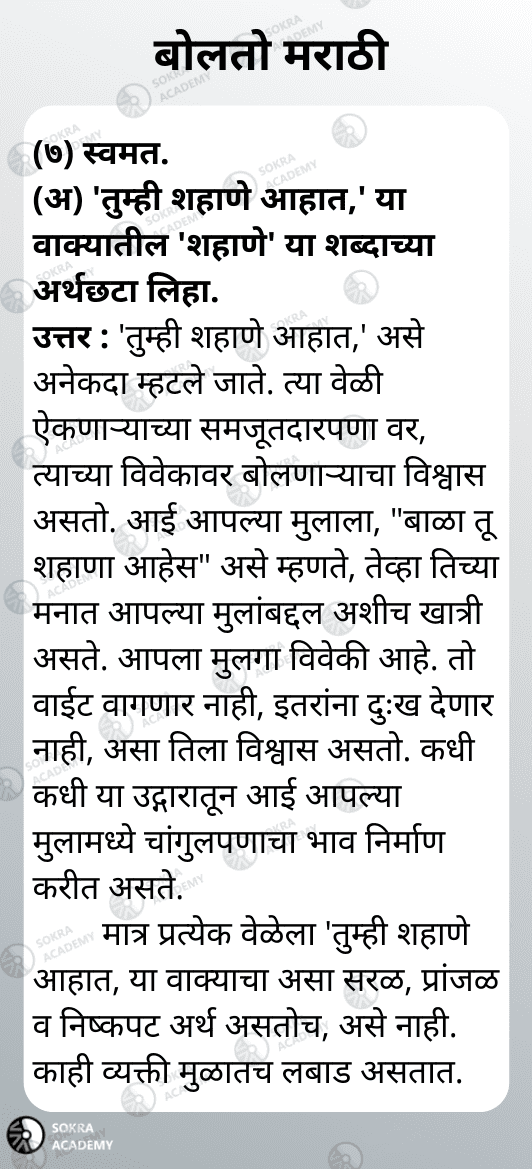 बोलतो मराठी
(७) स्वमत.
(अ) 'तुम्ही शहाणे आहात,' या
वाक्यातील 'शहाणे' या शब्दाच्या
अर्थछटा लिहा.
उत्तर : 'तुम्ही शहाणे आहात,' असे
अनेकदा म्हटले जाते. त्या वेळी
ऐकणाऱ्याच्या समजूतदारपणा वर,
त्याच्या विवेकावर बोलणाऱ्याचा विश्वास
असतो. आई आपल्या मुलाला, "बाळा तू
शहाणा आहेस" असे म्हणते, तेव्हा तिच्या
मनात आपल्या मुलांबद्दल अशीच खात्री
असते. आपला मुलगा विवेकी आहे. तो
वाईट वागणार नाही, इतरांना दुःख देणार
नाही, असा तिला विश्वास असतो. कधी
कधी या उद्गारातून आई आपल्या
मुलामध्ये चांगुलपणाचा भाव निर्माण
करीत असते.
मात्र प्रत्येक वेळेला 'तुम्ही शहाणे
आहात, या वाक्याचा असा सरळ, प्रांजळ
व निष्कपट अर्थ असतोच, असे नाही.
काही व्यक्ती मुळातच लबाड असतात.
SOKRA
ACADEMY